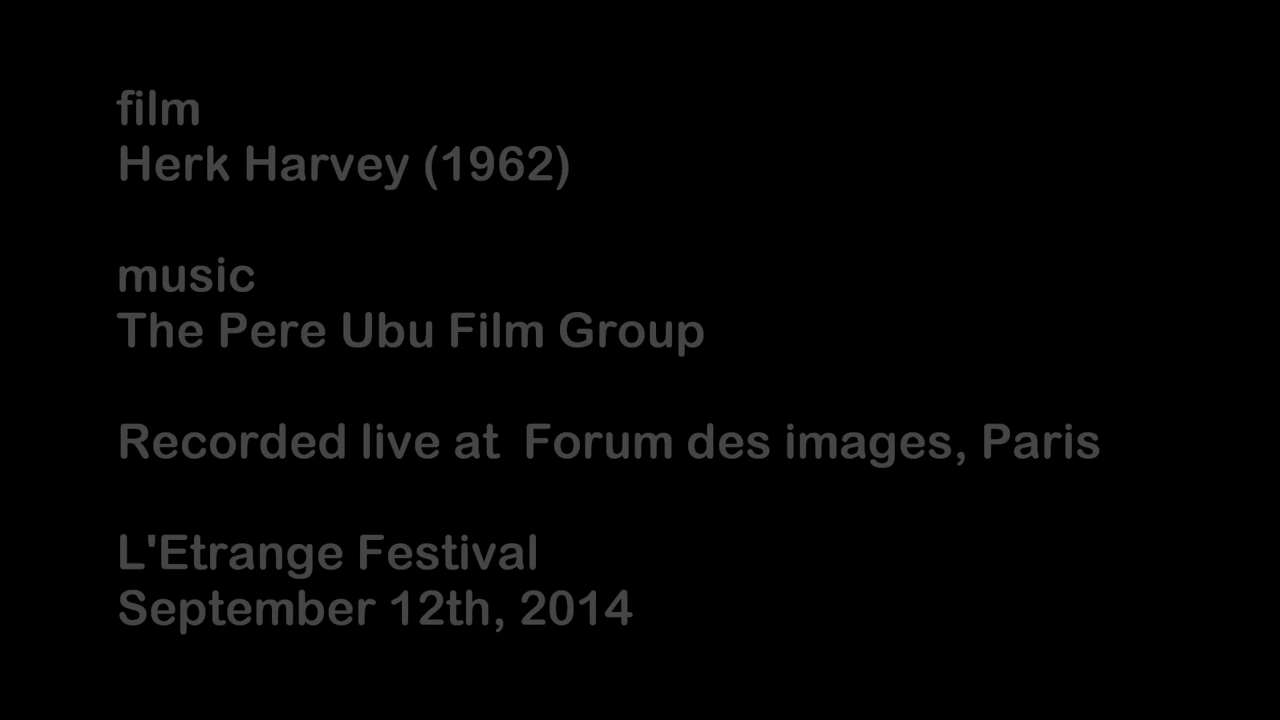 film
Herk Harvey (1962)
music
The Pere Ubu Film Group
Recorded live at  Forum des images, Paris
L'Etrange Festival
September 12th, 2014